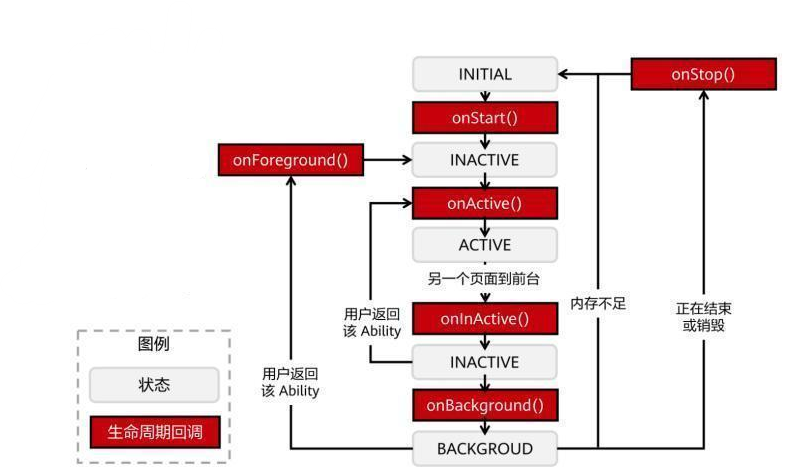 INITIAL
onStop()
onStart()
onForeground()
INACTIVE
onActive()
ACTIVE
另一个页面到前台
onInActive()
用户返回
该 Ability
内存不足
正在结束
或销毁
INACTIVE
用户返回
该 Ability
onBackground()
BACKGROUD
图例
状态
生命周期回调